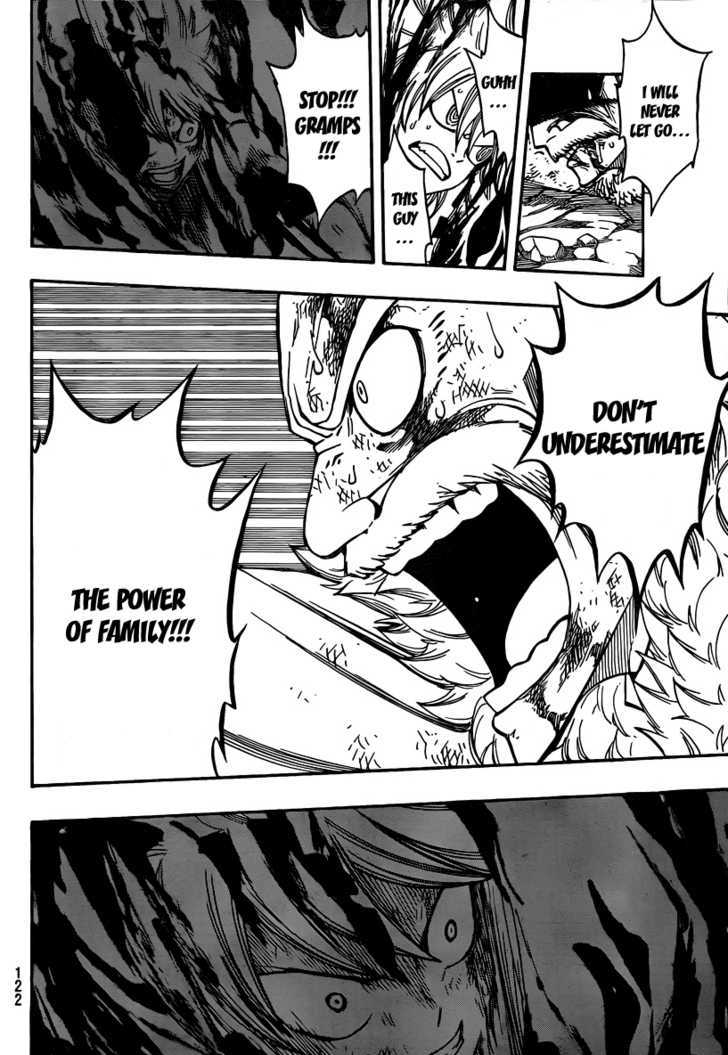 I WILL
NEVER
LET GO...
GUHH
...
THIS
GUY
...
STOP!!!
GRAMPS
!!!
DON'T
UNDERESTIMATE
THE POWER
OF FAMILY!!!
122